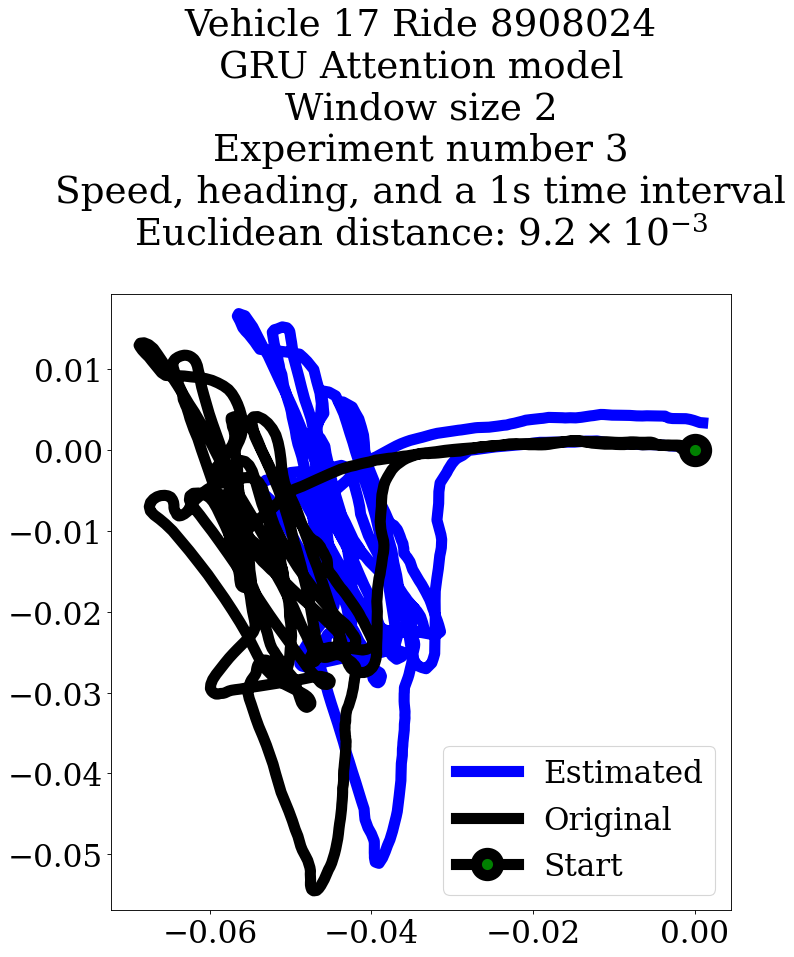 Vehicle 17 Ride 8908024
GRU Attention model
Window size 2
Experiment number 3
Speed, heading, and a 1s time interval
Euclidean distance: 9.2 × 10⁻³
0.01
0.00
−0.01
−0.02
−0.03
−0.04
−0.05
Estimated
Original
Start
−0.06
−0.04
−0.02
0.00